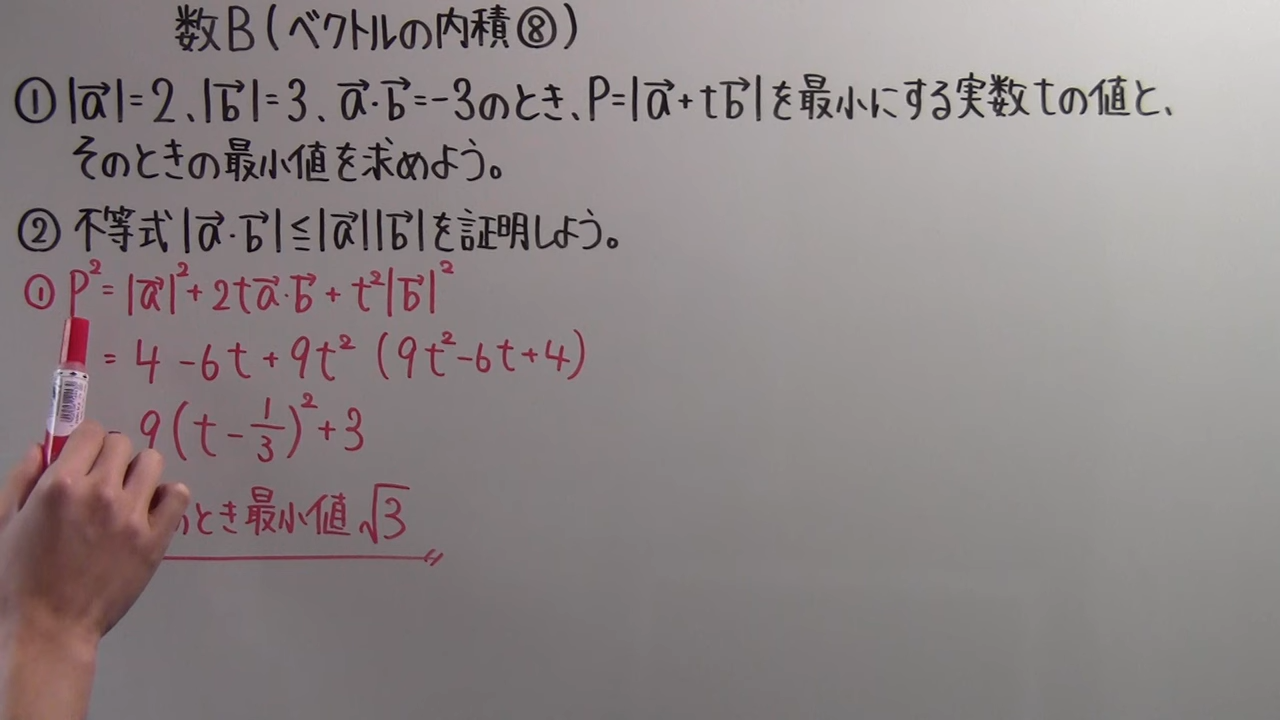 数B(ベクトルの内積⑧)
① |a⃗|=2、|b⃗|=3、a⃗・b⃗=-3のとき、P=|a⃗+tb⃗|を最小にする実数tの値と、
そのときの最小値を求めよう。
② 不等式|a⃗・b⃗|≦|a⃗||b⃗|を証明しよう。
① P²=|a⃗|²+2ta⃗・b⃗+t²|b⃗|²
=4-6t+9t² (9t²-6t+4)
=9(t-1/3)²+3
とき最小値√3